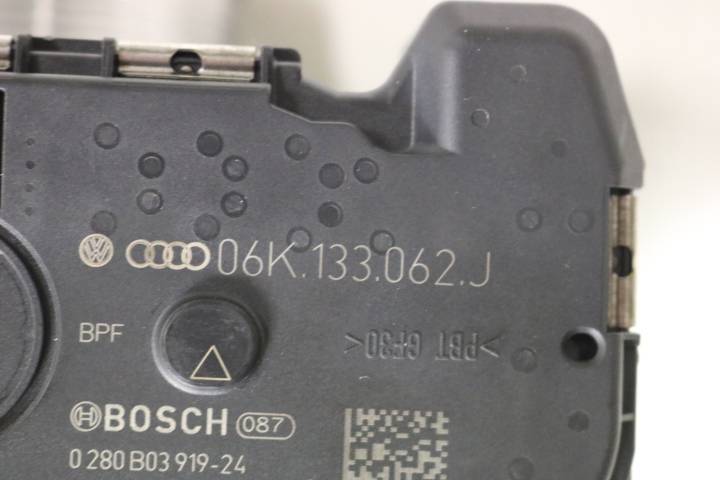 06K.133.062.J
BPF
>PBT GF30<
BOSCH 087
0 280 B03 919-24